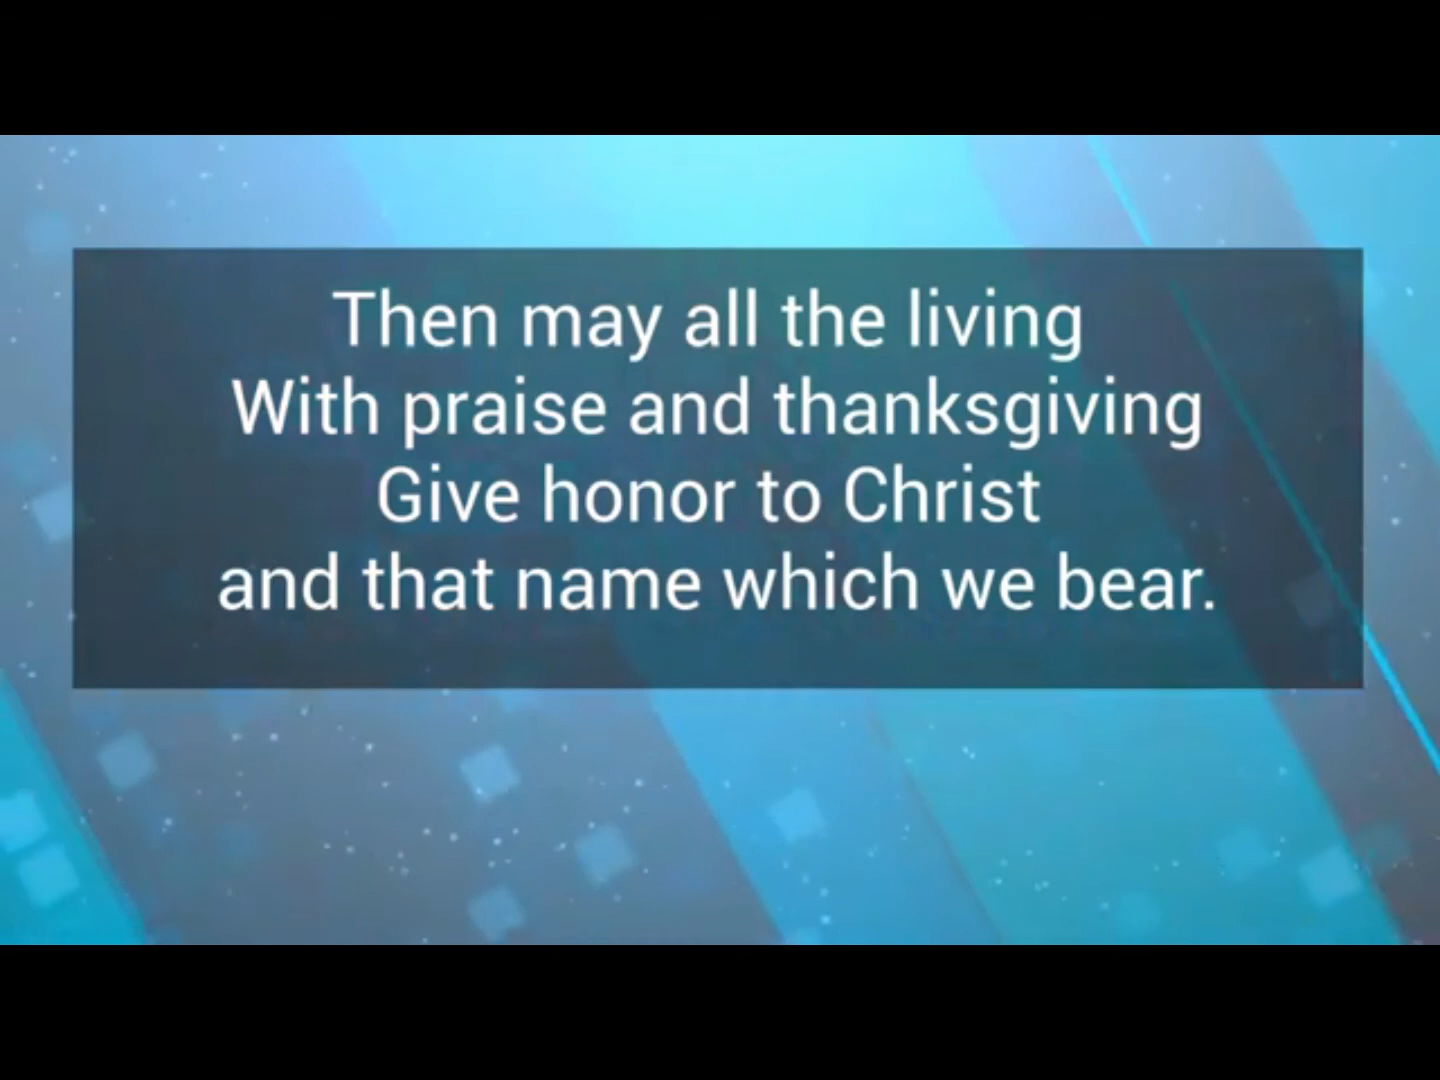 Then may all the living
With praise and thanksgiving
Give honor to Christ
and that name which we bear.